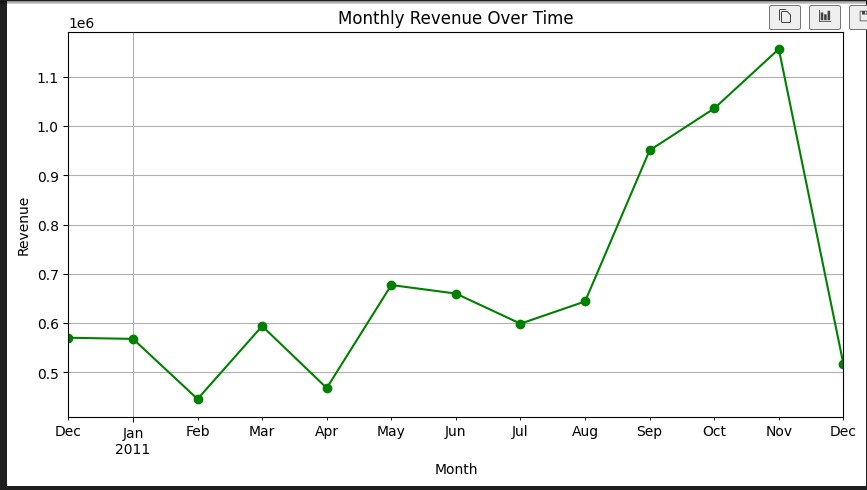 Monthly Revenue Over Time
1e6
1.1
1.0
0.9
0.8
0.7
0.6
0.5
Revenue
Dec Jan Feb Mar Apr May Jun Jul Aug Sep Oct Nov Dec
2011
Month